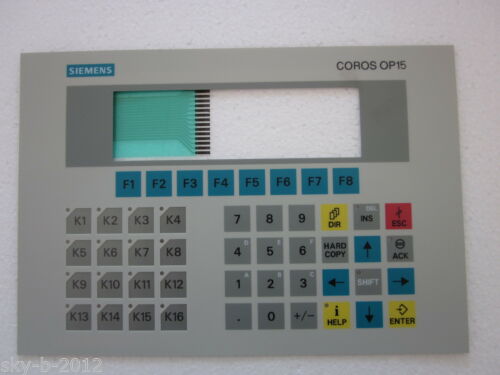 SIEMENS
COROS OP15
F1 F2 F3 F4 F5 F6 F7 F8
K1 K2 K3 K4 7 8 9 DIR DEL INS ESC
K5 K6 K7 K8 D 4 E 5 F 6 HARD COPY ACK
K9 K10 K11 K12 A 1 B 2 C 3 SHIFT
K13 K14 K15 K16 . 0 +/− i HELP ENTER
sky-b-2012